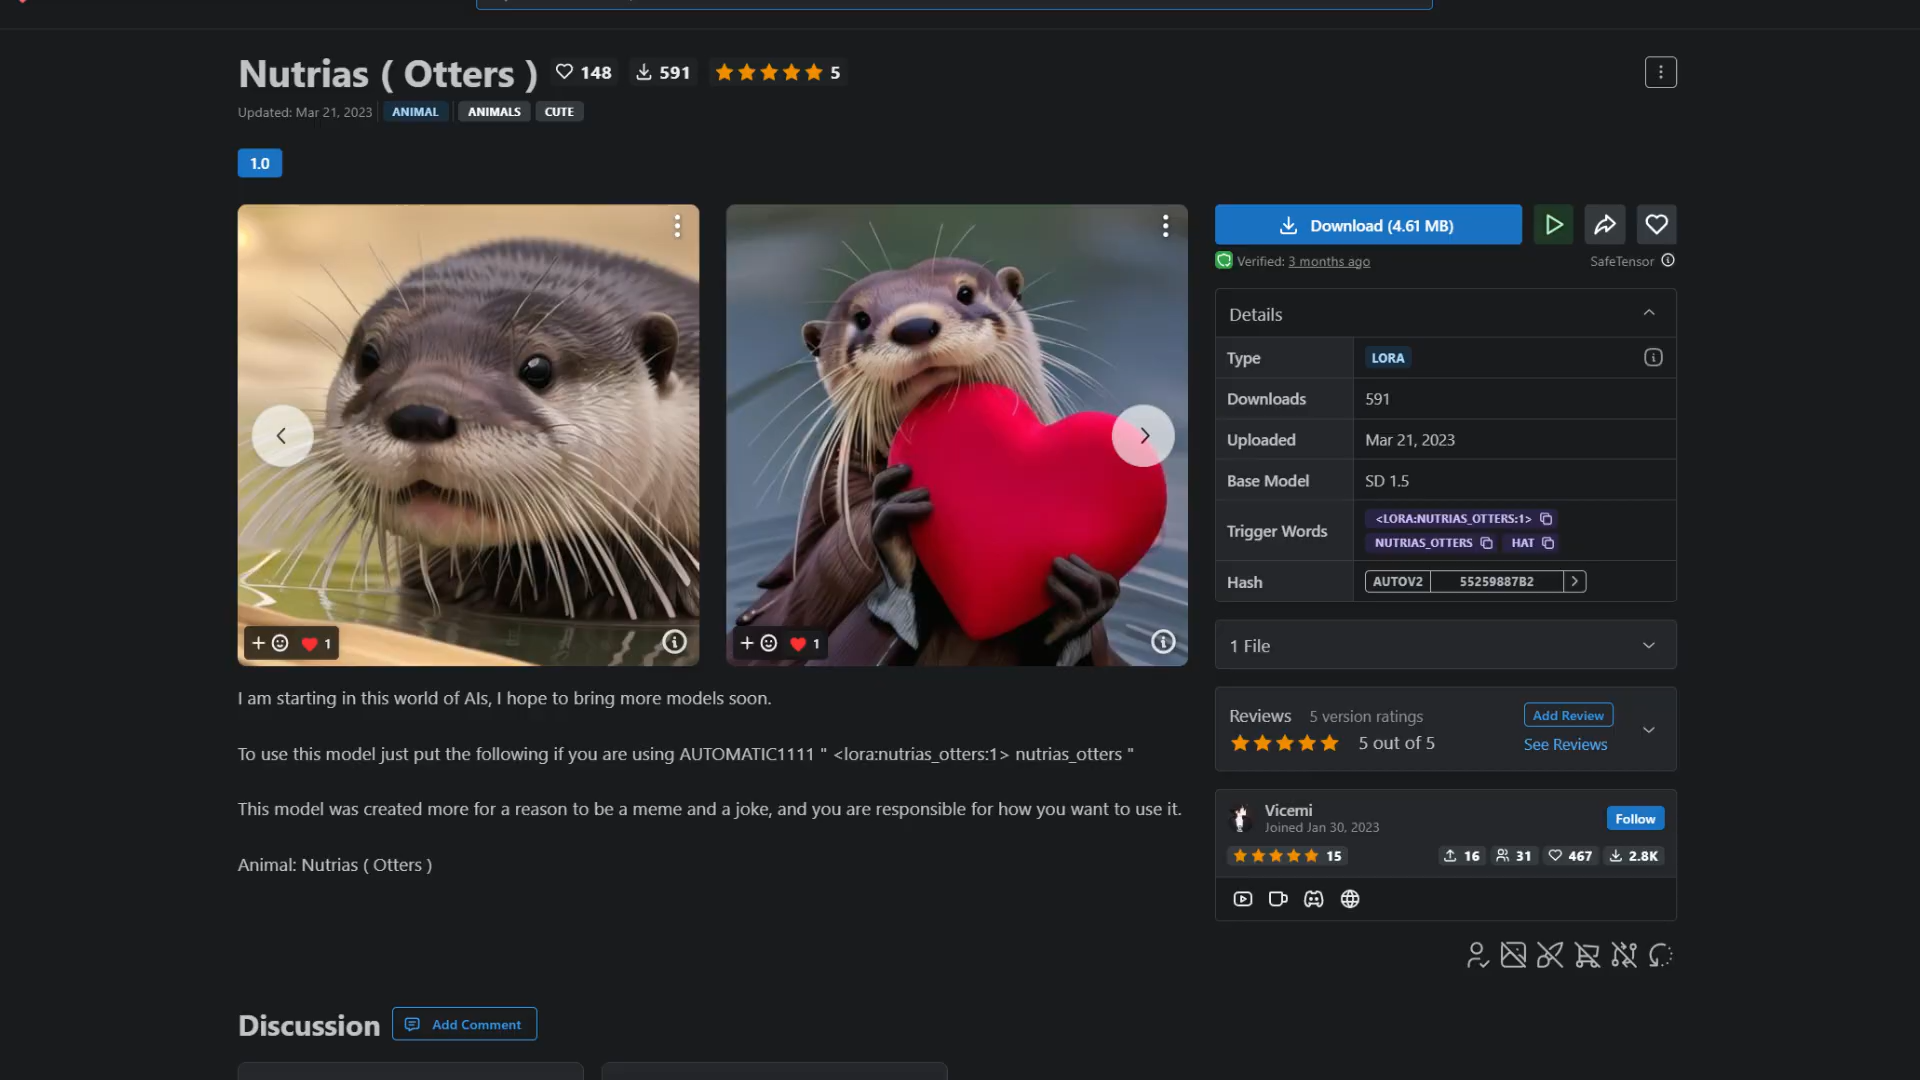 Nutrias ( Otters ) 148 591 5
Updated: Mar 21, 2023 ANIMAL ANIMALS CUTE
1.0
Download (4.61 MB)
Verified: 3 months ago SafeTensor
Details
Type LORA
Downloads 591
Uploaded Mar 21, 2023
Base Model SD 1.5
Trigger Words <LORA:NUTRIAS_OTTERS:1>
NUTRIAS_OTTERS HAT
Hash AUTOV2 55259887B2
1 File
Reviews 5 version ratings Add Review
5 out of 5 See Reviews
Vicemi
Joined Jan 30, 2023 Follow
15 16 31 467 2.8K
1
1
I am starting in this world of AIs, I hope to bring more models soon.
To use this model just put the following if you are using AUTOMATIC1111 " <lora:nutrias_otters:1> nutrias_otters "
This model was created more for a reason to be a meme and a joke, and you are responsible for how you want to use it.
Animal: Nutrias ( Otters )
Discussion Add Comment